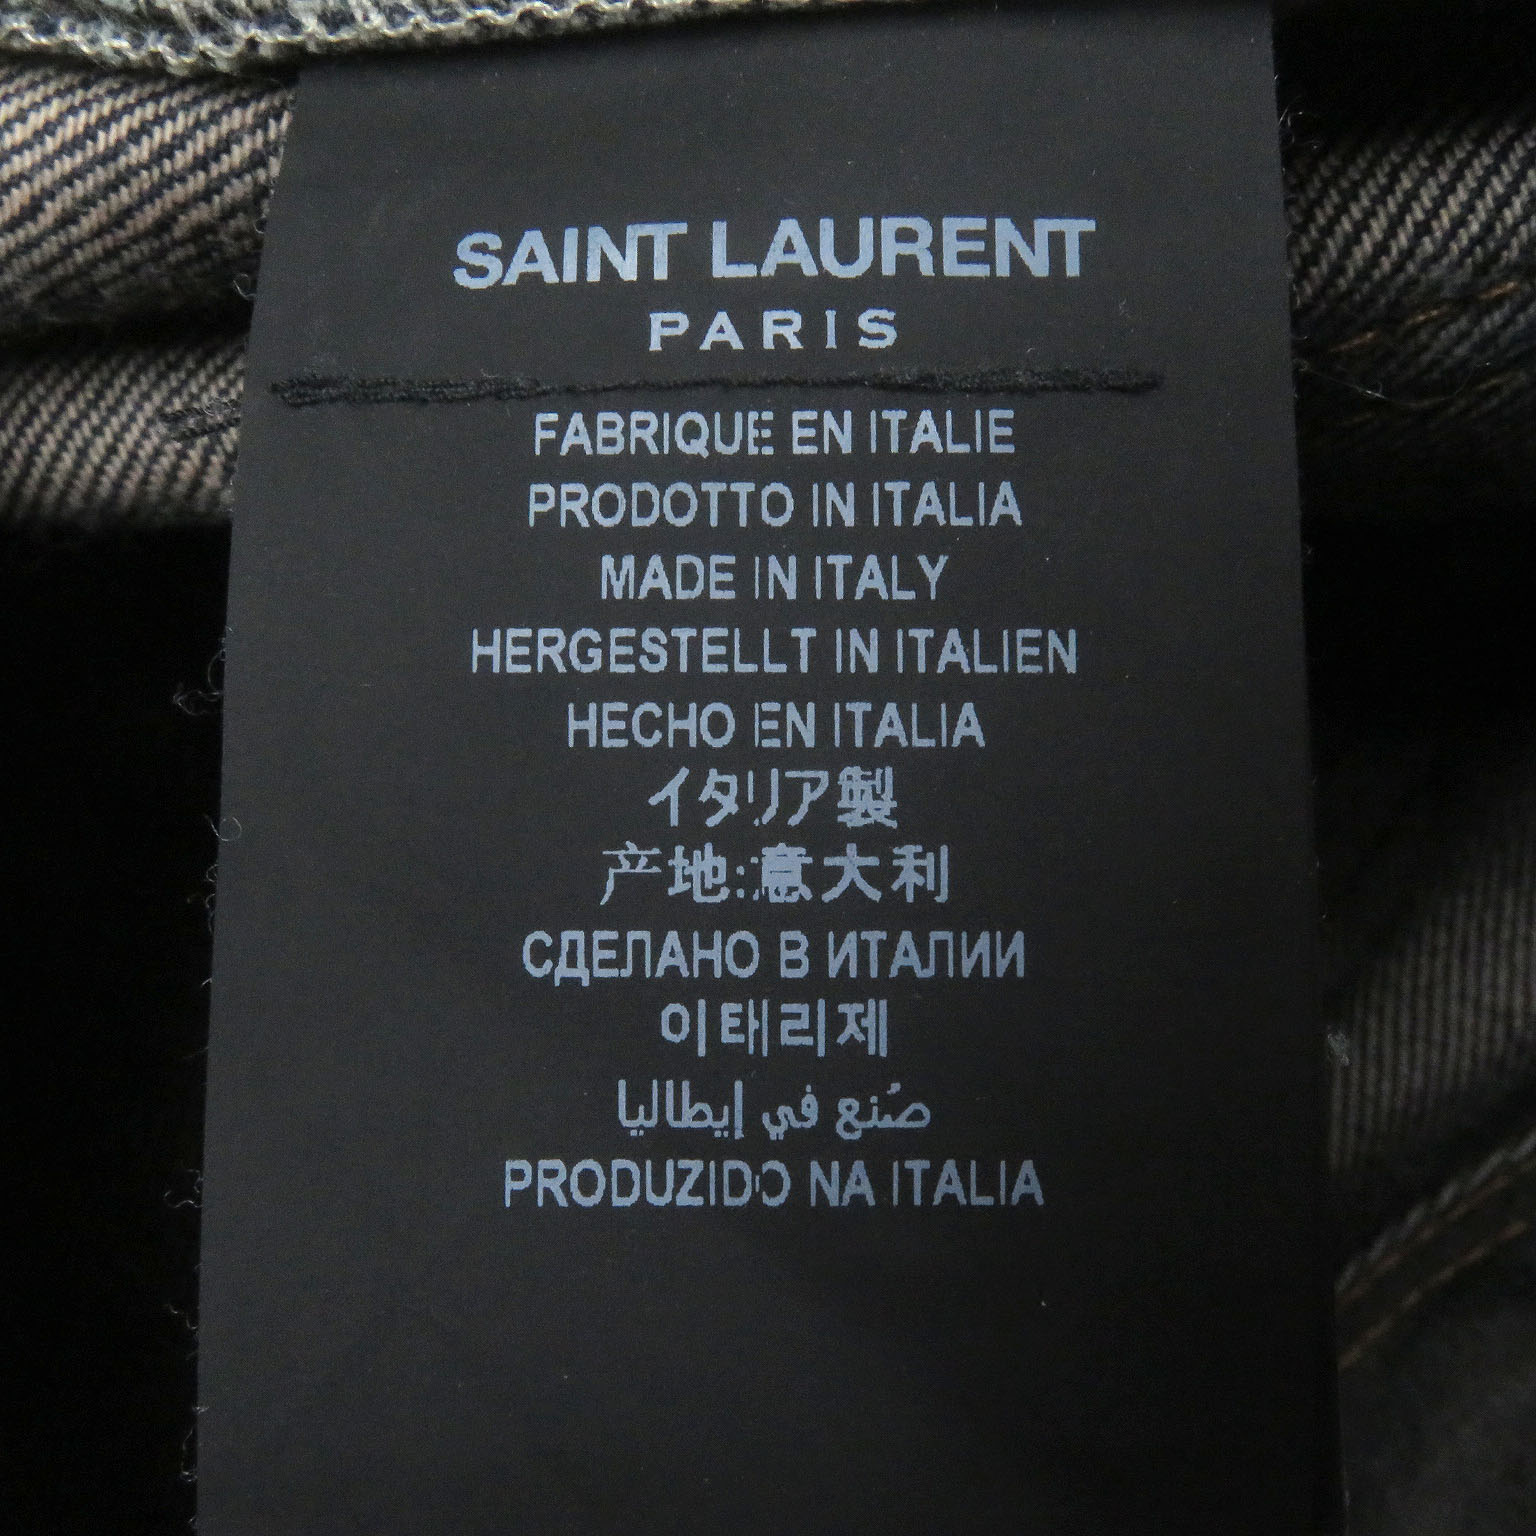 SAINT LAURENT
PARIS
FABRIQUE EN ITALIE
PRODOTTO IN ITALIA
MADE IN ITALY
HERGESTELLT IN ITALIEN
HECHO EN ITALIA
イタリア製
产地:意大利
СДЕЛАНО В ИТАЛИИ
이태리제
صُنع في إيطاليا
PRODUZIDO NA ITALIA